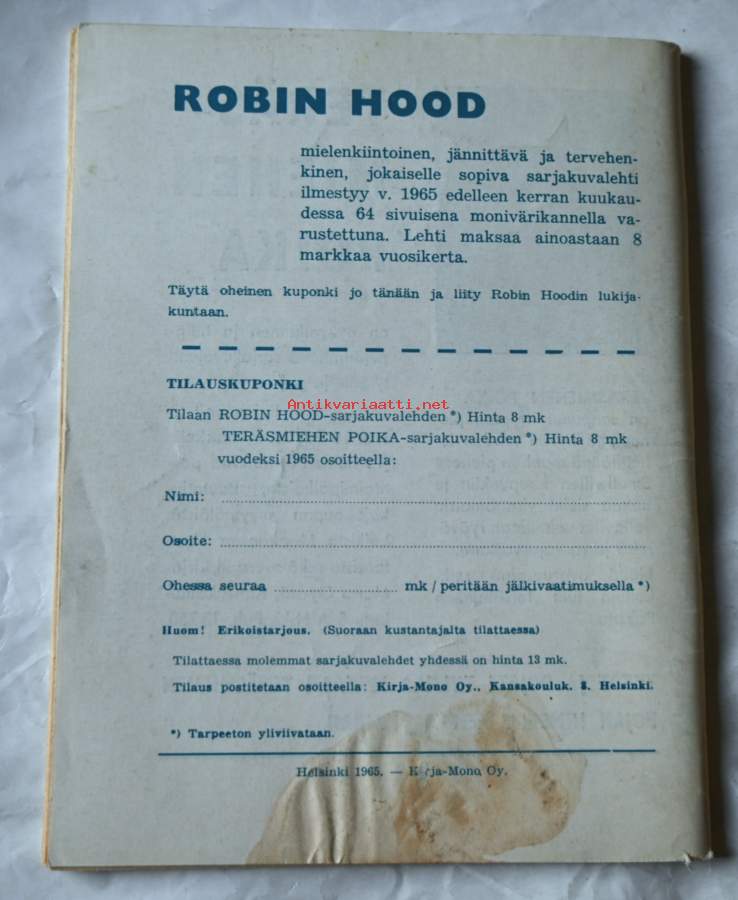 ROBIN HOOD
mielenkiintoinen, jännittävä ja tervehen-
kinen, jokaiselle sopiva sarjakuvalehti
ilmestyy v. 1965 edelleen kerran kuukau-
dessa 64 sivuisena monivärikannella va-
rustettuna. Lehti maksaa ainoastaan 8
markkaa vuosikerta.
Täytä oheinen kuponki jo tänään ja liity Robin Hoodin lukija-
kuntaan.
TILAUSKUPONKI
Antikvariaatti.net
Tilaan ROBIN HOOD-sarjakuvalehden *) Hinta 8 mk
TERÄSMIEHEN POIKA-sarjakuvalehden *) Hinta 8 mk
vuodeksi 1965 osoitteella:
Nimi:
Osoite:
Ohessa seuraa mk / peritään jälkivaatimuksella *)
Huom! Erikoistarjous. (Suoraan kustantajalta tilattaessa)
Tilattaessa molemmat sarjakuvalehdet yhdessä on hinta 13 mk.
Tilaus postitetaan osoitteella: Kirja-Mono Oy., Kansakouluk. 8, Helsinki.
*) Tarpeeton yliviivataan.
Helsinki 1965. — Kirja-Mono Oy.